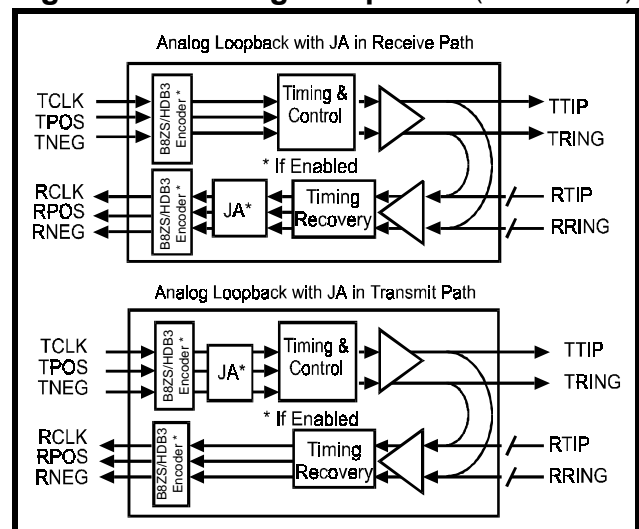 Analog Loopback with JA in Receive Path
TCLK
TPOS
TNEG
B8ZS/HDB3
Encoder *
Timing &
Control
TTIP
TRING
* If Enabled
RCLK
RPOS
RNEG
B8ZS/HDB3
Encoder *
JA*
Timing
Recovery
RTIP
RRING
Analog Loopback with JA in Transmit Path
TCLK
TPOS
TNEG
B8ZS/HDB3
Encoder *
JA*
Timing &
Control
TTIP
TRING
* If Enabled
RCLK
RPOS
RNEG
B8ZS/HDB3
Encoder *
Timing
Recovery
RTIP
RRING